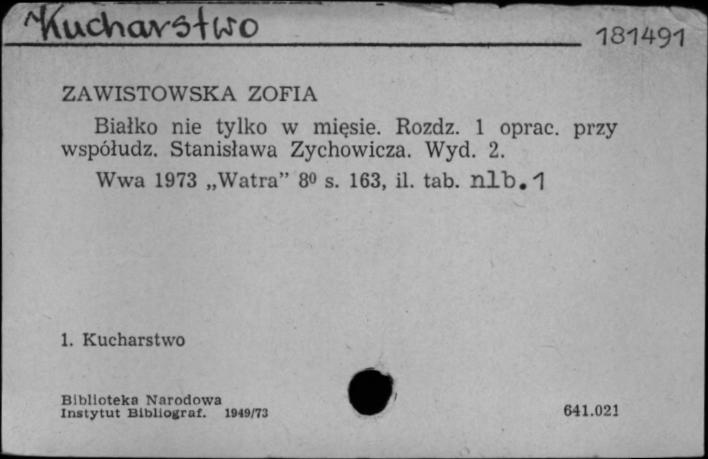 Kucharstwo
181491
ZAWISTOWSKA ZOFIA
Białko nie tylko w mięsie. Rozdz. 1 oprac. przy
współudz. Stanisława Zychowicza. Wyd. 2.
Wwa 1973 „Watra” 8⁰ s. 163, il. tab. nlb. 1
1. Kucharstwo
Biblioteka Narodowa
Instytut Bibliograf. 1949/73
641.021